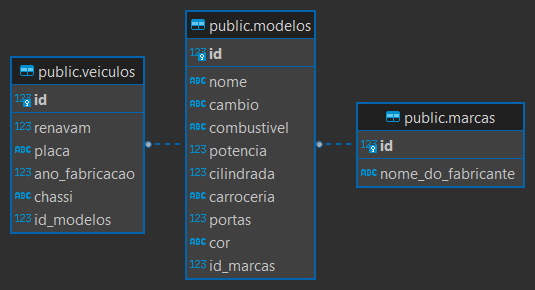 public.veiculos
123 id
123 renavam
ABC placa
123 ano_fabricacao
ABC chassi
123 id_modelos
public.modelos
123 id
ABC nome
ABC cambio
ABC combustivel
123 potencia
123 cilindrada
ABC carroceria
123 portas
ABC cor
123 id_marcas
public.marcas
123 id
ABC nome_do_fabricante